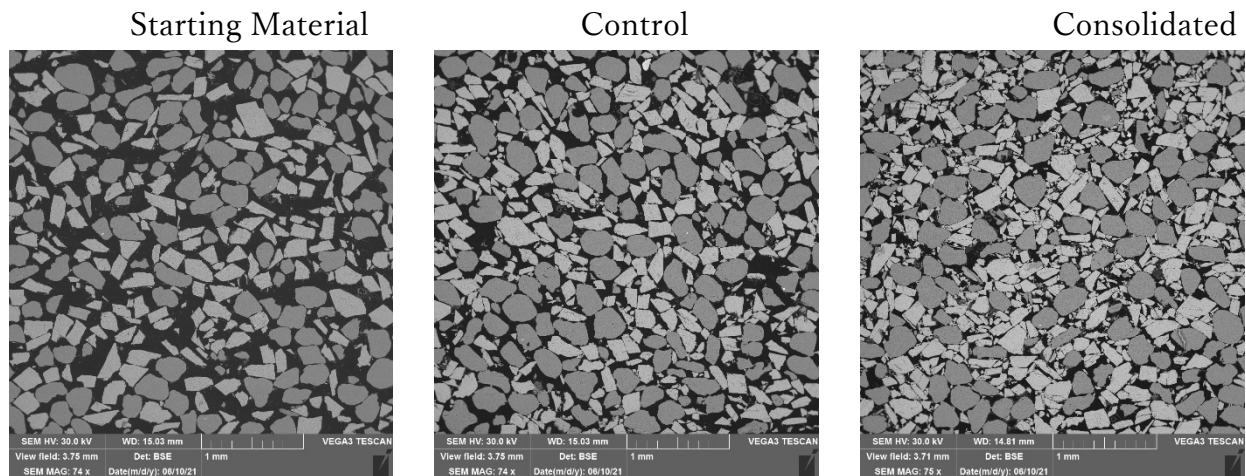 Starting Material
Control
Consolidated
SEM HV: 30.0 kV WD: 15.03 mm VEGA3 TESCAN
View field: 3.75 mm Det: BSE 1 mm
SEM MAG: 74 x Date(m/d/y): 06/10/21
SEM HV: 30.0 kV WD: 15.03 mm VEGA3 TESCAN
View field: 3.75 mm Det: BSE 1 mm
SEM MAG: 74 x Date(m/d/y): 06/10/21
SEM HV: 30.0 kV WD: 14.81 mm VEGA3 TESCAN
View field: 3.71 mm Det: BSE 1 mm
SEM MAG: 75 x Date(m/d/y): 06/10/21